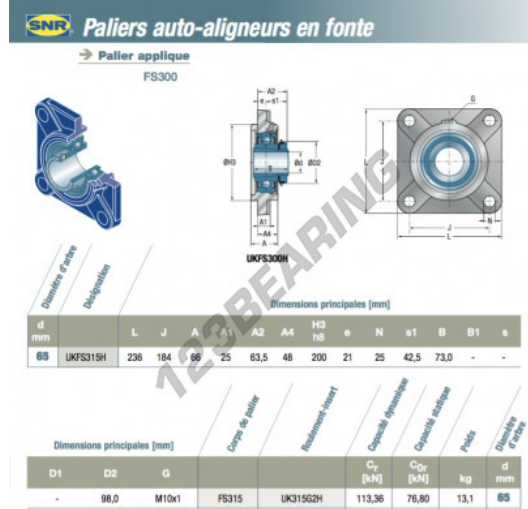 SNR Paliers auto-aligneurs en fonte
Palier applique
FS300
A2
e s1
ØH3
B
Ød
ØD2
A1
A4
A
UKFS300H
G
L
J
N
J
L
123BEARING
Diamètre d'arbre
Désignation
Dimensions principales [mm]
d mm L J A A1 A2 A4 H3 h8 e N s1 B B1 s
65 UKFS315H 236 184 66 25 63,5 48 200 21 25 42,5 73,0 - -
Dimensions principales [mm]
Corps de palier
Roulement-insert
Capacité dynamique
Capacité statique
Poids
Diamètre d'arbre
D1 D2 G Cr [kN] C0r [kN] kg d mm
- 98,0 M10x1 FS315 UK315G2H 113,36 76,80 13,1 65